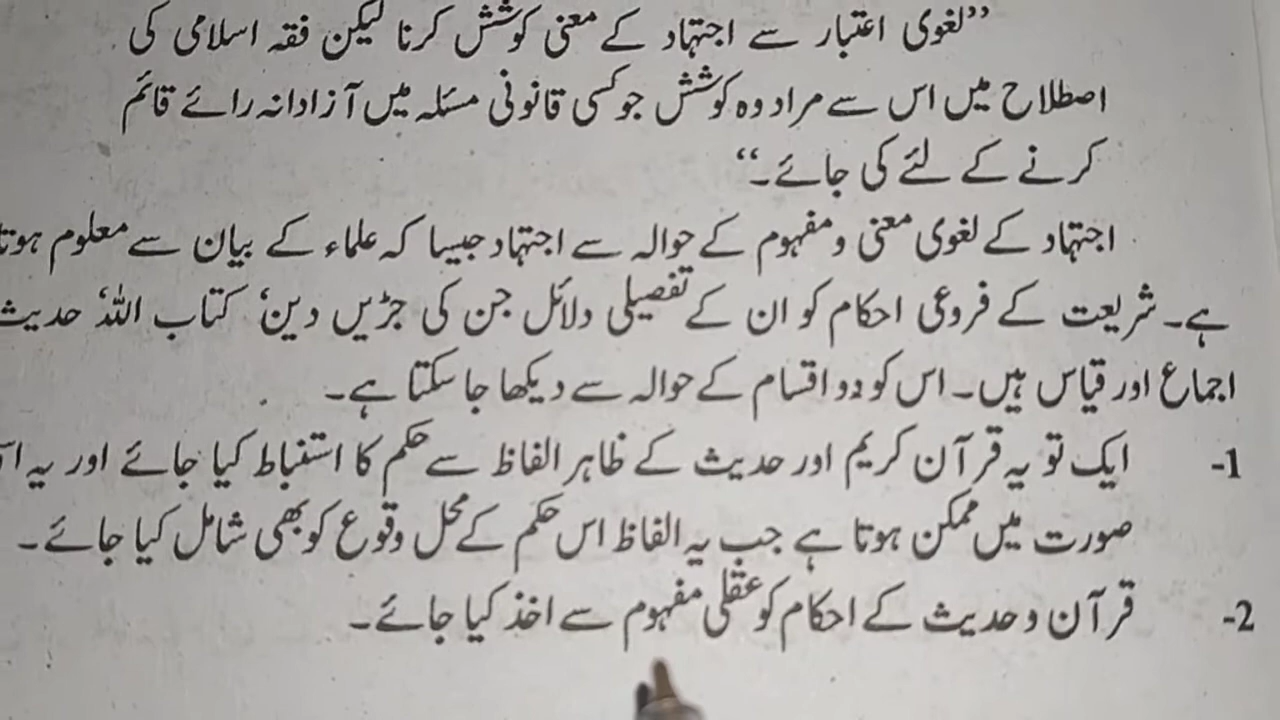 ”لغوی اعتبار سے اجتہاد کے معنی کوشش کرنا لیکن فقہ اسلامی کی
اصطلاح میں اس سے مراد وہ کوشش جو کسی قانونی مسئلہ میں آزادانہ رائے قائم
کرنے کے لئے کی جائے۔“
اجتہاد کے لغوی معنی و مفہوم کے حوالہ سے اجتہاد جیسا کہ علماء کے بیان سے معلوم ہوتا
ہے۔ شریعت کے فروعی احکام کو ان کے تفصیلی دلائل جن کی جڑیں دین‘ کتاب اللہ‘ حدیث
اجماع اور قیاس ہیں۔ اس کو دو اقسام کے حوالہ سے دیکھا جا سکتا ہے۔
1- ایک تو یہ قرآن کریم اور حدیث کے ظاہر الفاظ سے حکم کا استنباط کیا جائے اور یہ
صورت میں ممکن ہوتا ہے جب یہ الفاظ اس حکم کے محل وقوع کو بھی شامل کیا جائے۔
2- قرآن و حدیث کے احکام کو عقلی مفہوم سے اخذ کیا جائے۔